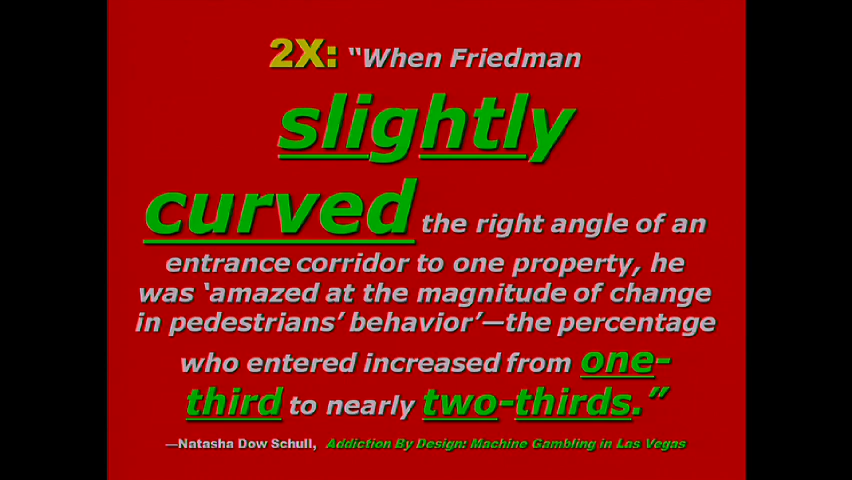 2X: “When Friedman
slightly
curved the right angle of an
entrance corridor to one property, he
was ‘amazed at the magnitude of change
in pedestrians’ behavior’—the percentage
who entered increased from one-
third to nearly two-thirds.”
—Natasha Dow Schull, Addiction By Design: Machine Gambling in Las Vegas